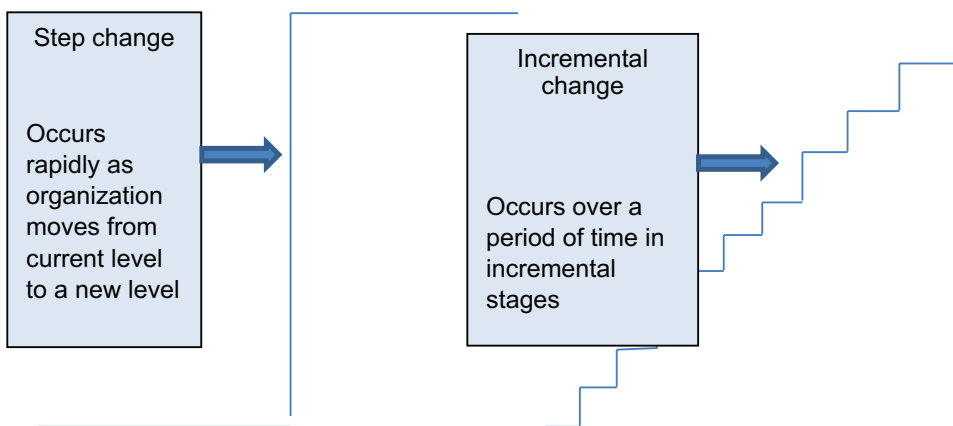 Step change
Occurs
rapidly as
organization
moves from
current level
to a new level
Incremental
change
Occurs over a
period of time in
incremental
stages